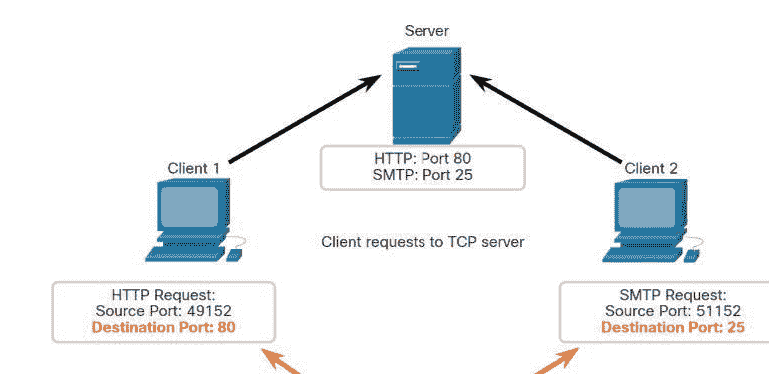 Server
HTTP: Port 80
SMTP: Port 25
Client 1
Client 2
Client requests to TCP server
HTTP Request:
Source Port: 49152
Destination Port: 80
SMTP Request:
Source Port: 51152
Destination Port: 25